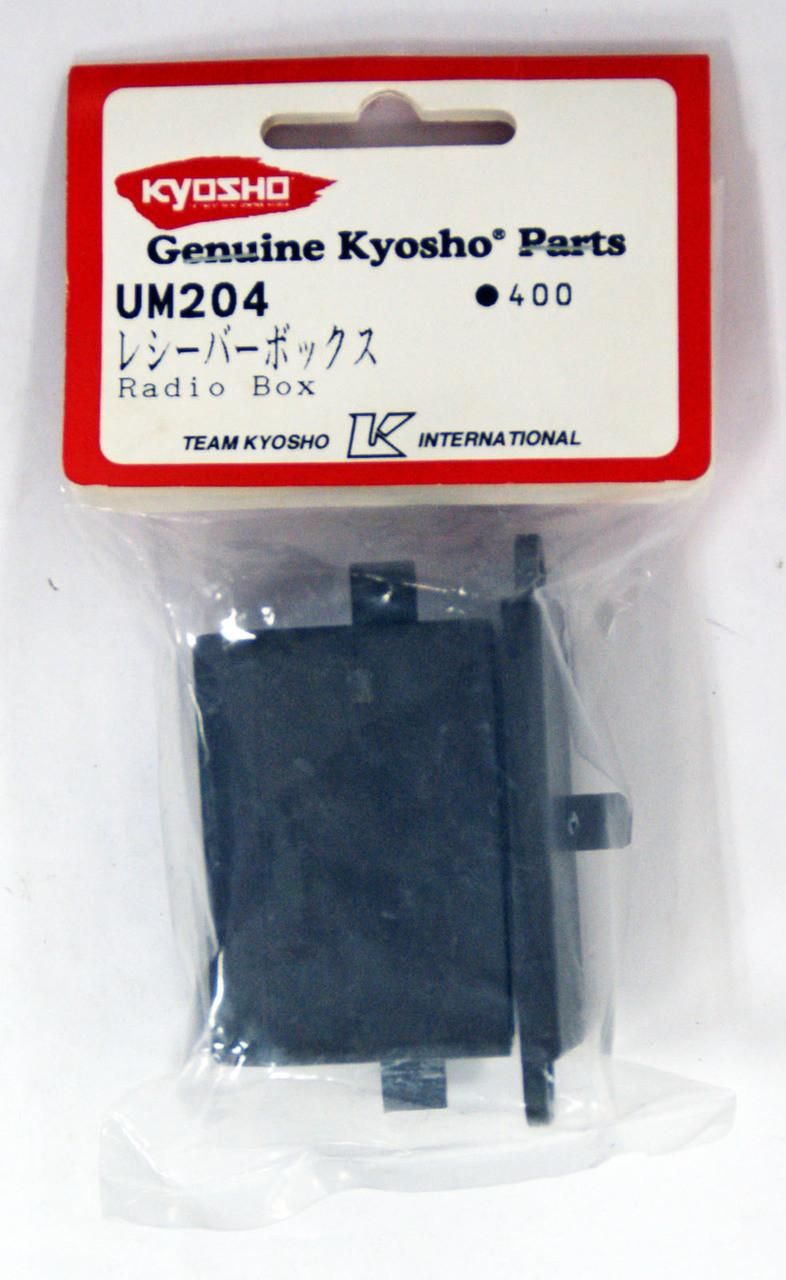 KYOSHO
Genuine Kyosho® Parts
UM204 ●400
レシーバーボックス
Radio Box
TEAM KYOSHO K INTERNATIONAL